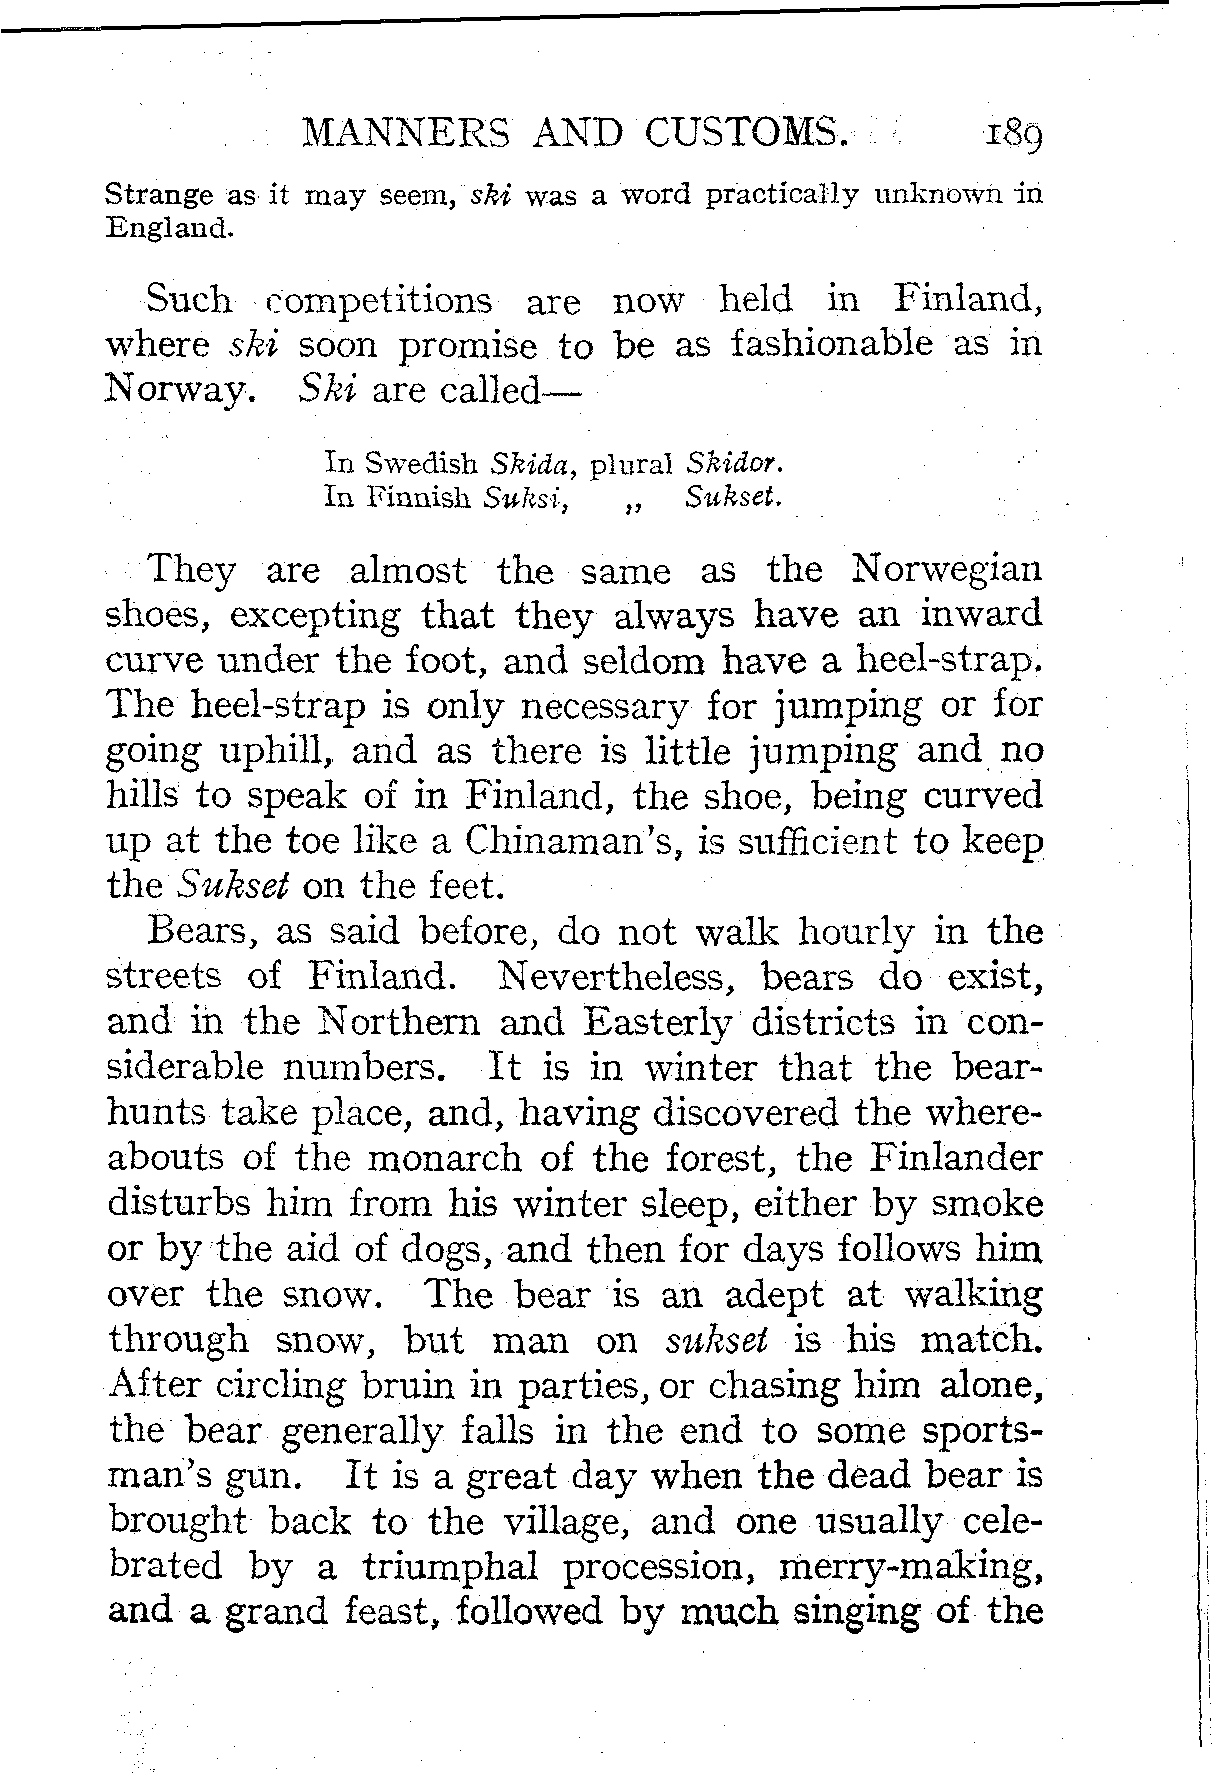 MANNERS AND CUSTOMS. 189
Strange as it may seem, ski was a word practically unknown in
England.
Such competitions are now held in Finland,
where ski soon promise to be as fashionable as in
Norway. Ski are called—
In Swedish Skida, plural Skidor.
In Finnish Suksi, „ Sukset.
They are almost the same as the Norwegian
shoes, excepting that they always have an inward
curve under the foot, and seldom have a heel-strap.
The heel-strap is only necessary for jumping or for
going uphill, and as there is little jumping and no
hills to speak of in Finland, the shoe, being curved
up at the toe like a Chinaman's, is sufficient to keep
the Sukset on the feet.
Bears, as said before, do not walk hourly in the
streets of Finland. Nevertheless, bears do exist,
and in the Northern and Easterly districts in con-
siderable numbers. It is in winter that the bear-
hunts take place, and, having discovered the where-
abouts of the monarch of the forest, the Finlander
disturbs him from his winter sleep, either by smoke
or by the aid of dogs, and then for days follows him
over the snow. The bear is an adept at walking
through snow, but man on sukset is his match.
After circling bruin in parties, or chasing him alone,
the bear generally falls in the end to some sports-
man's gun. It is a great day when the dead bear is
brought back to the village, and one usually cele-
brated by a triumphal procession, merry-making,
and a grand feast, followed by much singing of the